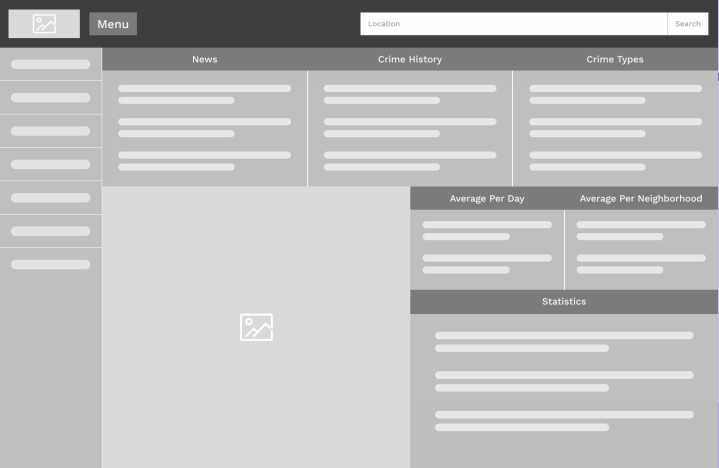 Menu
Location
Search
News
Crime History
Crime Types
Average Per Day
Average Per Neighborhood
Statistics